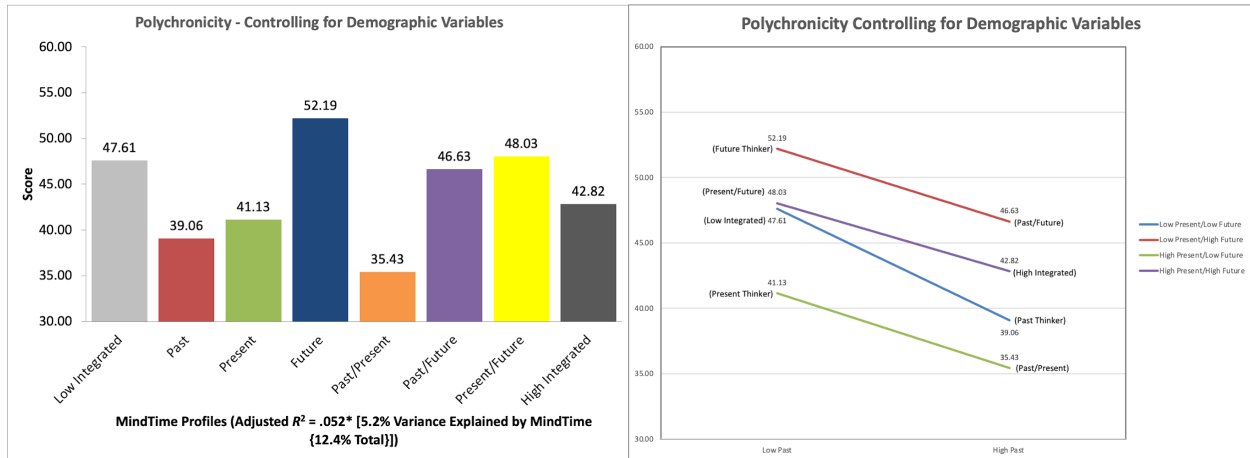 Polychronicity - Controlling for Demographic Variables
60.00
55.00
50.00
45.00
40.00
35.00
30.00
Score
47.61
39.06
41.13
52.19
35.43
46.63
48.03
42.82
Low Integrated
Past
Present
Future
Past/Present
Past/Future
Present/Future
High Integrated
MindTime Profiles (Adjusted R² = .052* [5.2% Variance Explained by MindTime
{12.4% Total}])
Polychronicity Controlling for Demographic Variables
60.00
55.00
50.00
45.00
40.00
35.00
30.00
52.19
(Future Thinker)
46.63
(Past/Future)
(Present/Future)
48.03
(Low Integrated)
47.61
42.82
(High Integrated)
41.13
(Present Thinker)
(Past Thinker)
39.06
35.43
(Past/Present)
Low Past
High Past
Low Present/Low Future
Low Present/High Future
High Present/Low Future
High Present/High Future